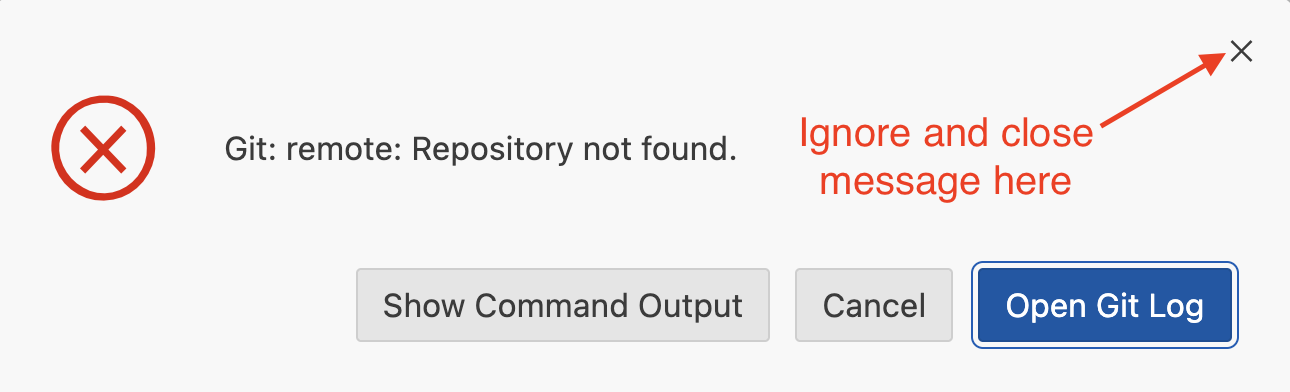 Git: remote: Repository not found.
Ignore and close
message here
Show Command Output
Cancel
Open Git Log